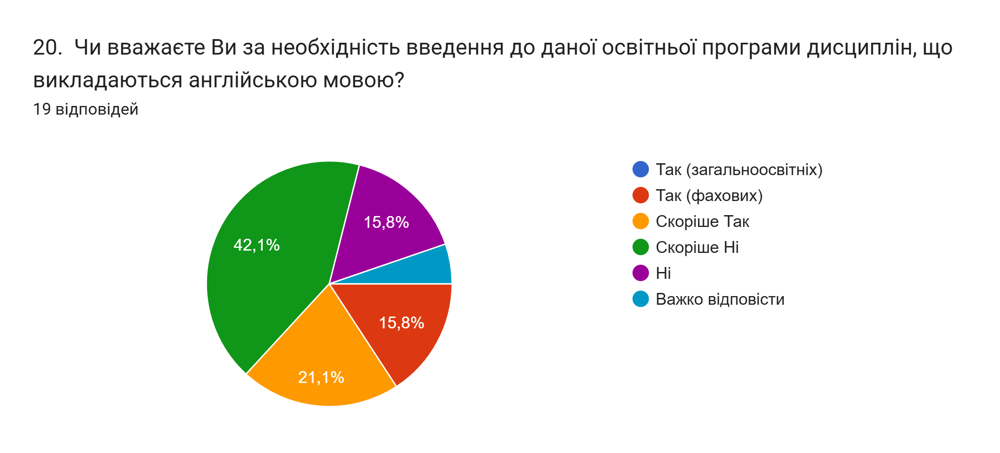 20.  Чи вважаєте Ви за необхідність введення до даної освітньої програми дисциплін, що
викладаються англійською мовою?
19 відповідей
Так (загальноосвітніх)
Так (фахових)
Скоріше Так
Скоріше Ні
Ні
Важко відповісти
15,8%
42,1%
15,8%
21,1%